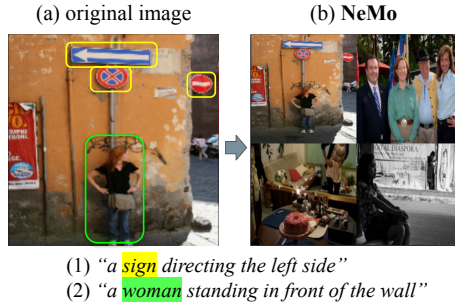 (a) original image
(b) NeMo
(1) "a sign directing the left side"
(2) "a woman standing in front of the wall"